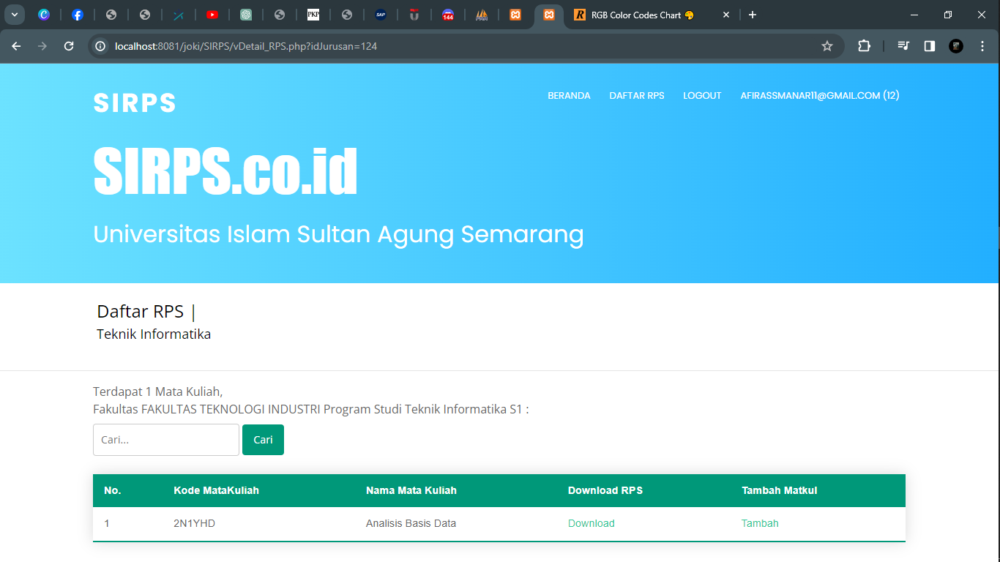 PKP
SAP
144
RGB Color Codes Chart
localhost:8081/joki/SIRPS/vDetail_RPS.php?idJurusan=124
SIRPS
BERANDA
DAFTAR RPS
LOGOUT
AFIRASSMANAR11@GMAIL.COM (12)
SIRPS.co.id
Universitas Islam Sultan Agung Semarang
Daftar RPS |
Teknik Informatika
Terdapat 1 Mata Kuliah,
Fakultas FAKULTAS TEKNOLOGI INDUSTRI Program Studi Teknik Informatika S1 :
Cari... Cari
No. Kode MataKuliah Nama Mata Kuliah Download RPS Tambah Matkul
1 2N1YHD Analisis Basis Data Download Tambah